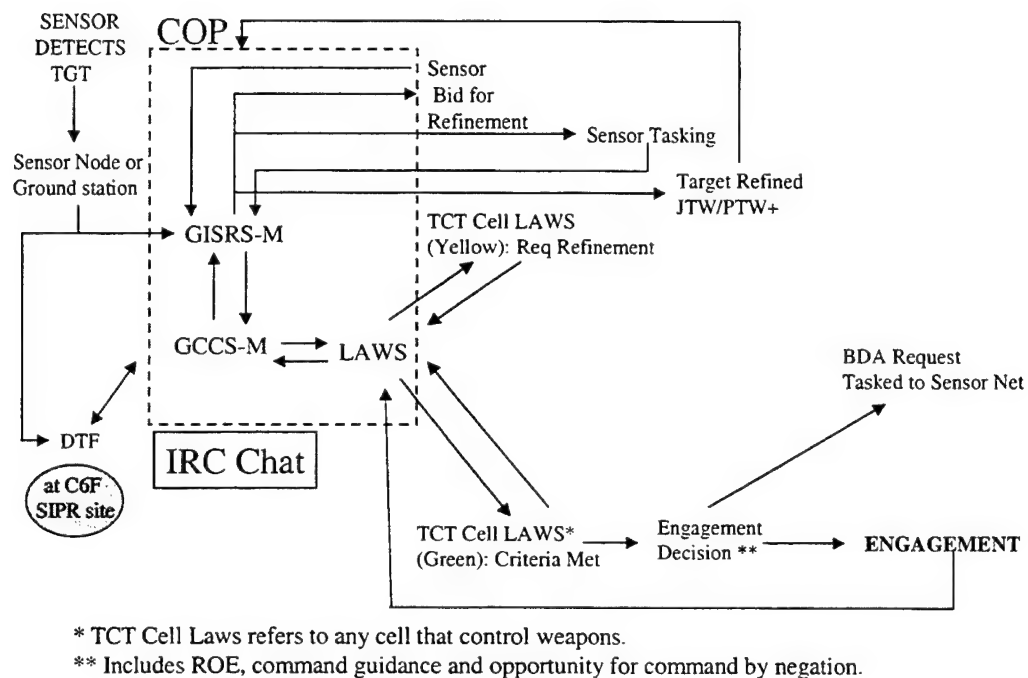 SENSOR
DETECTS
TGT
COP
Sensor
Bid for
Refinement
Sensor Tasking
Sensor Node or
Ground station
Target Refined
JTW/PTW+
TCT Cell LAWS
(Yellow): Req Refinement
GISRS-M
GCCS-M
LAWS
BDA Request
Tasked to Sensor Net
DTF
IRC Chat
at C6F
SIPR site
TCT Cell LAWS*
(Green): Criteria Met
Engagement
Decision **
ENGAGEMENT
* TCT Cell Laws refers to any cell that control weapons.
** Includes ROE, command guidance and opportunity for command by negation.